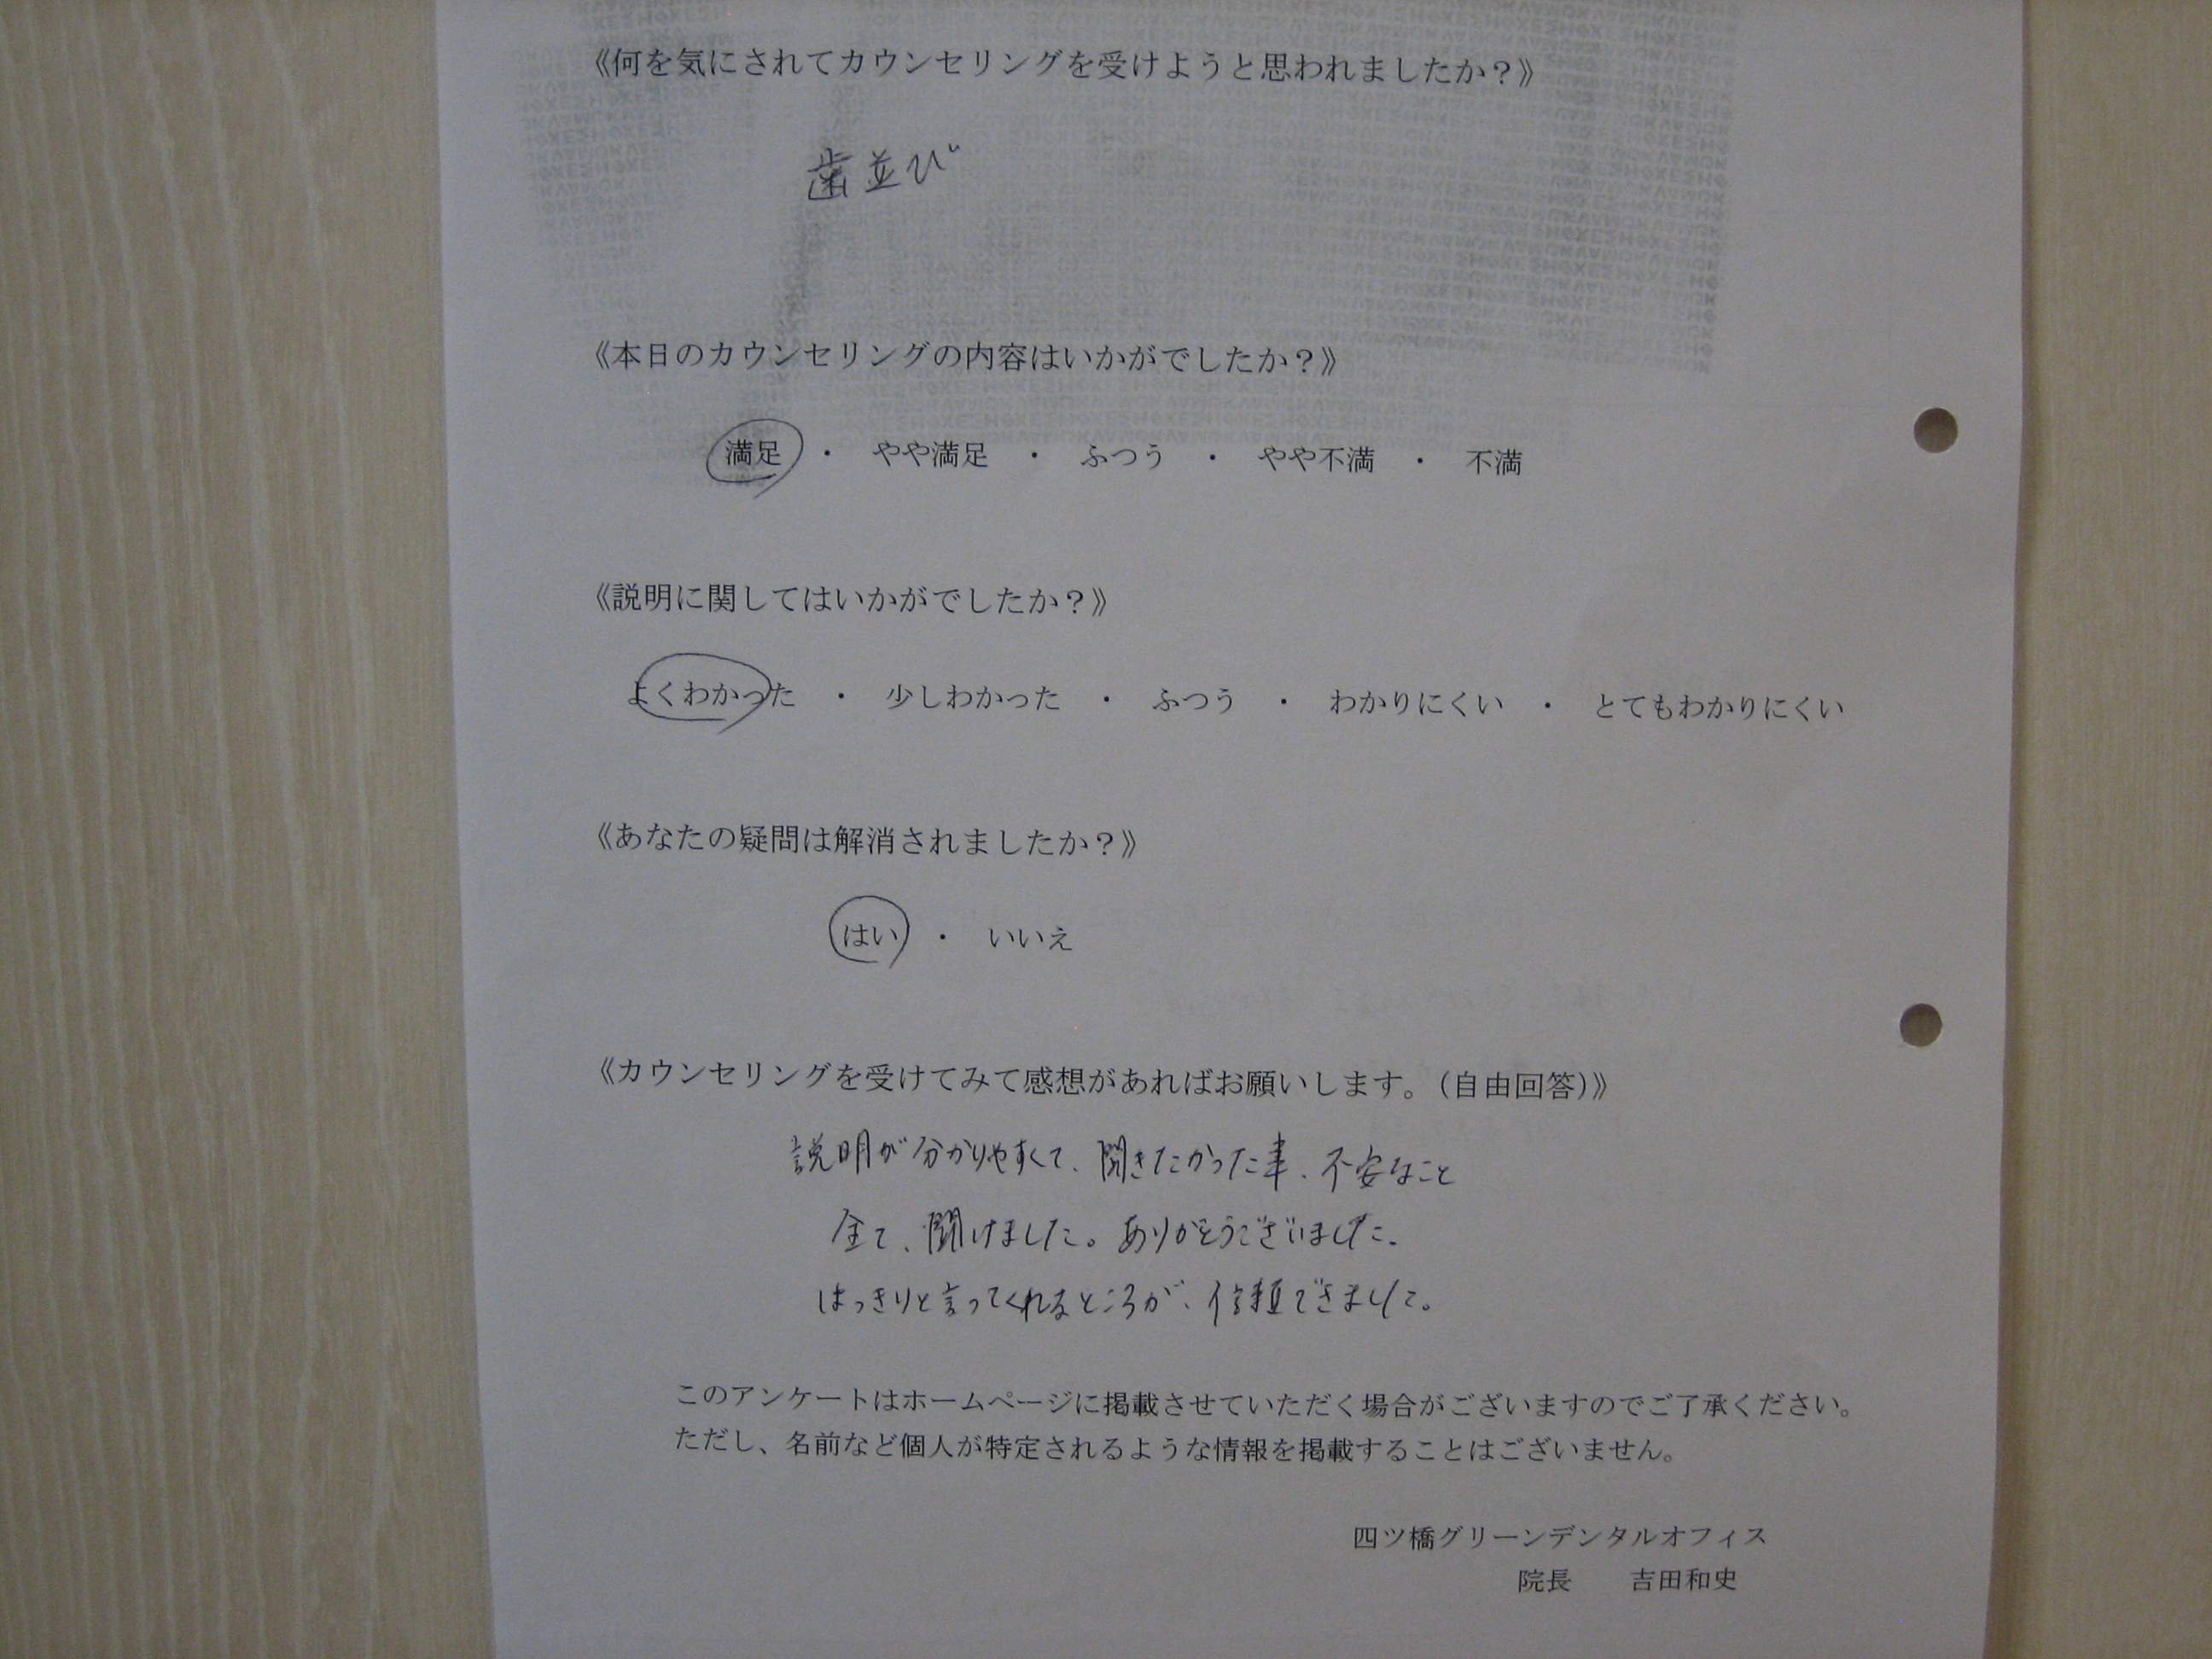 《何を気にされてカウンセリングを受けようと思われましたか？》
歯並び
《本日のカウンセリングの内容はいかがでしたか？》
満足 ・ やや満足 ・ ふつう ・ やや不満 ・ 不満
《説明に関してはいかがでしたか？》
よくわかった ・ 少しわかった ・ ふつう ・ わかりにくい ・ とてもわかりにくい
《あなたの疑問は解消されましたか？》
はい ・ いいえ
《カウンセリングを受けてみて感想があればお願いします。（自由回答）》
説明が分かりやすくて、聞きたかった事、不安なこと
全て、聞けました。ありがとうございました。
はっきりと言ってくれるところが、信頼できました。
このアンケートはホームページに掲載させていただく場合がございますのでご了承ください。
ただし、名前など個人が特定されるような情報を掲載することはございません。
四ツ橋グリーンデンタルオフィス
院長 吉田和史